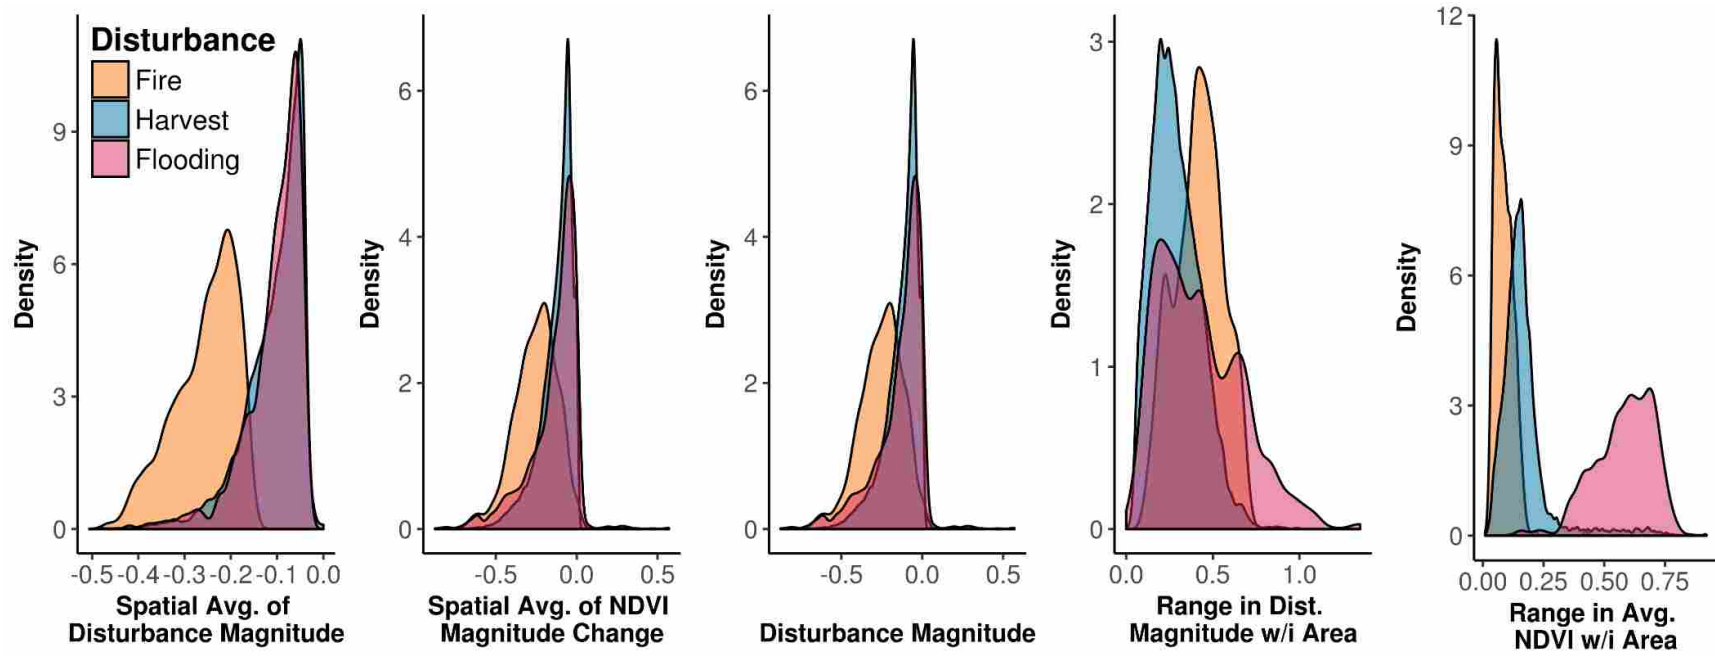 Disturbance
Fire
Harvest
Flooding
Density
9
6
3
0
-0.5 -0.4 -0.3 -0.2 -0.1 0.0
Spatial Avg. of
Disturbance Magnitude
Density
6
4
2
0
-0.5 0.0 0.5
Spatial Avg. of NDVI
Magnitude Change
Density
6
4
2
0
-0.5 0.0 0.5
Disturbance Magnitude
Density
3
2
1
0
0.0 0.5 1.0
Range in Dist.
Magnitude w/i Area
Density
12
9
6
3
0
0.00 0.25 0.50 0.75
Range in Avg.
NDVI w/i Area